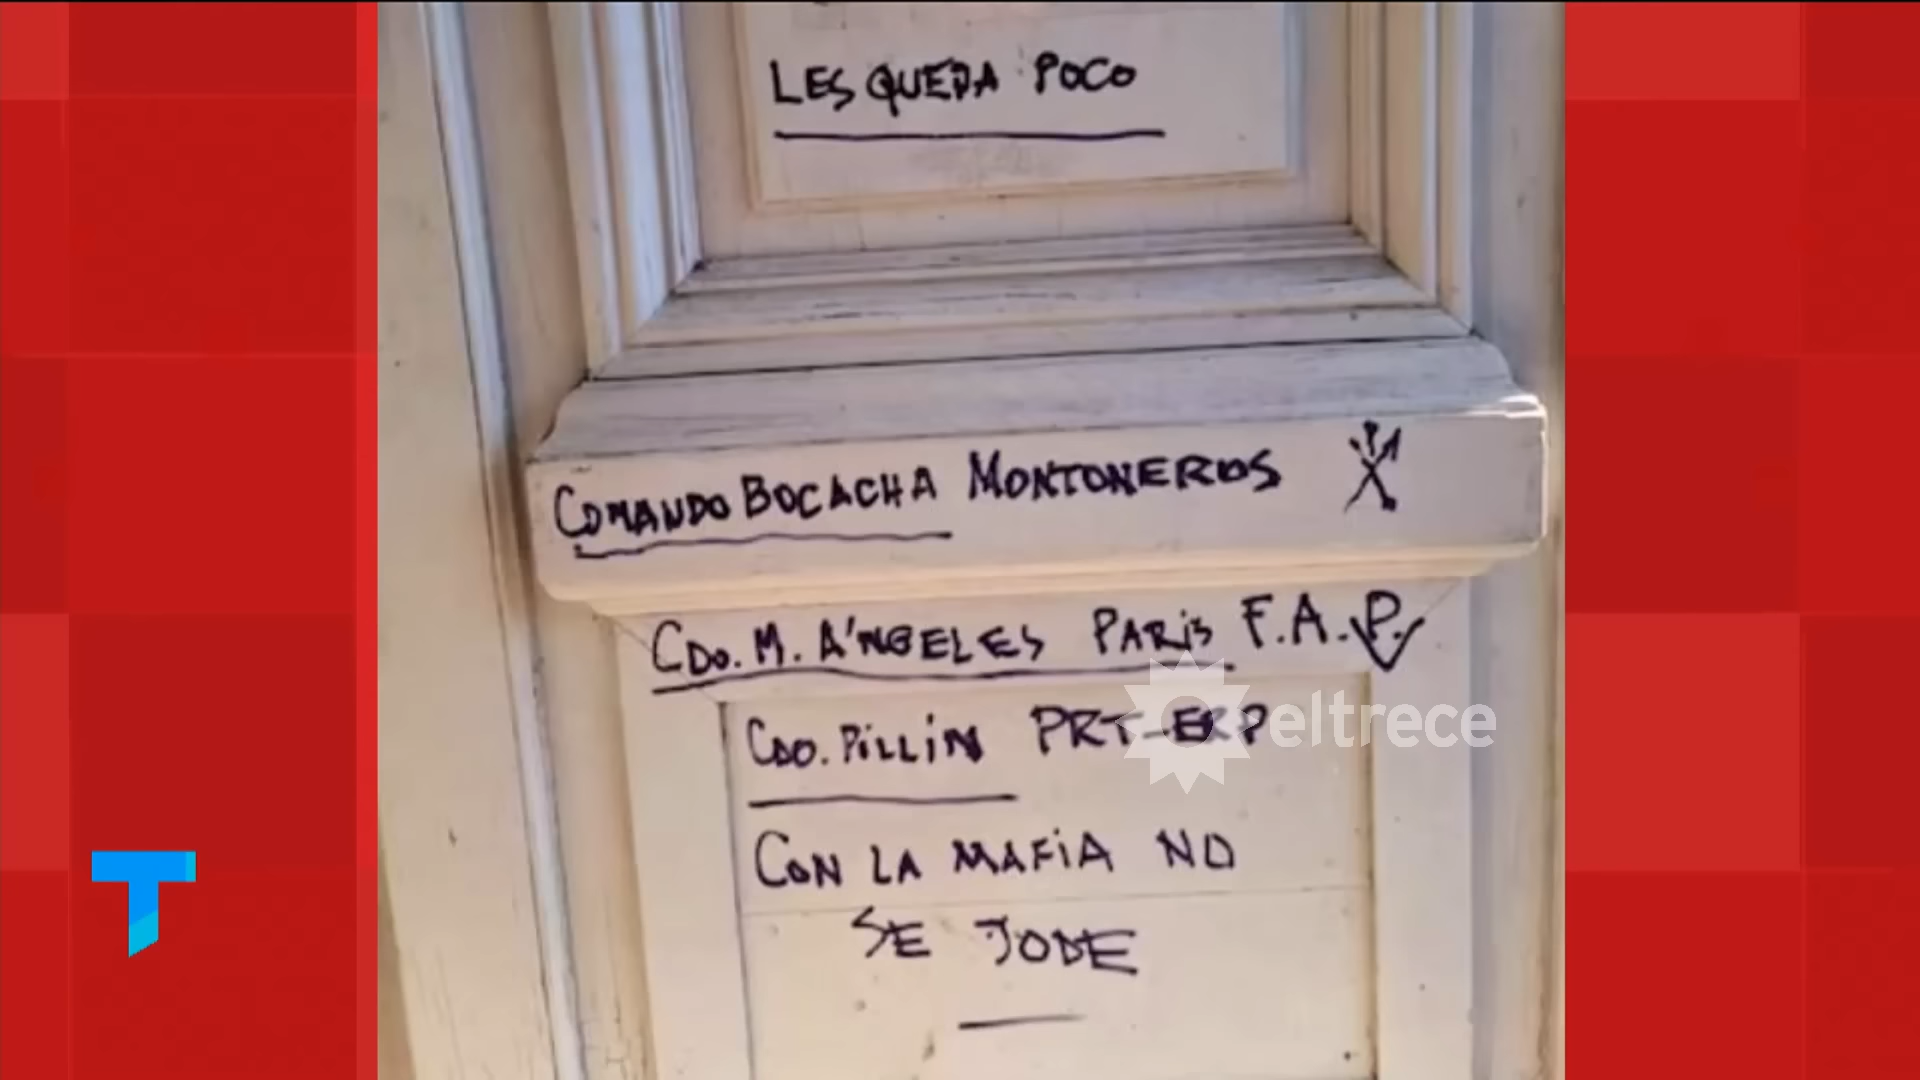 LES QUEDA POCO
COMANDO BOCACHA MONTONEROS
CDO. M. A'NGELES PARIS F.A.P.
CDO. PILLIN PRT-ERP
eltrece
CON LA MAFIA NO
SE JODE
T